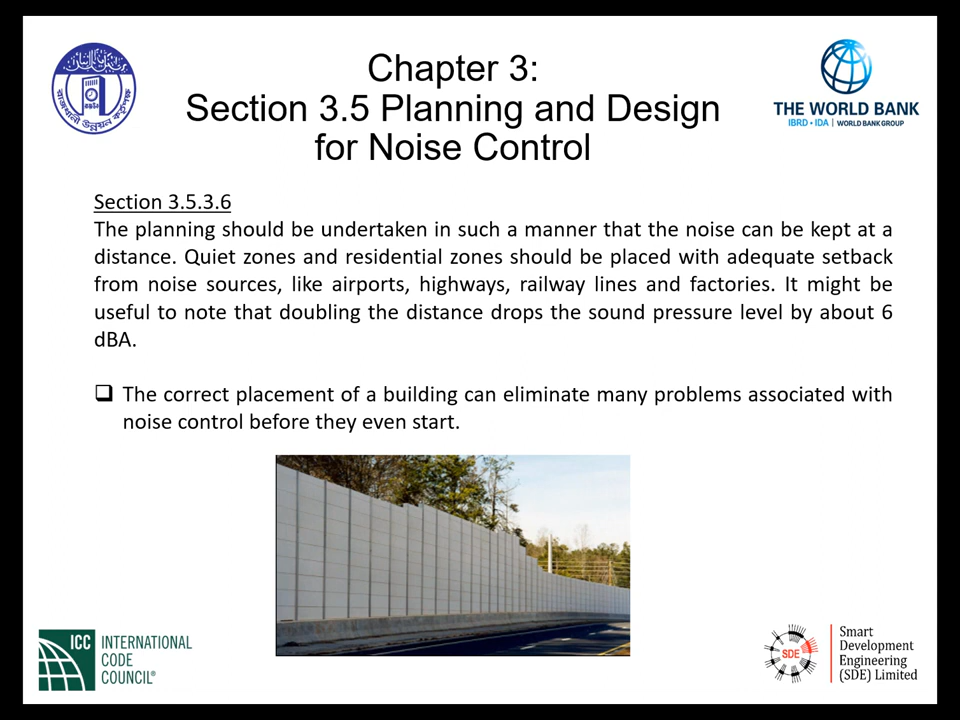 Chapter 3:
Section 3.5 Planning and Design
for Noise Control
THE WORLD BANK
IBRD • IDA | WORLD BANK GROUP
Section 3.5.3.6
The planning should be undertaken in such a manner that the noise can be kept at a
distance. Quiet zones and residential zones should be placed with adequate setback
from noise sources, like airports, highways, railway lines and factories. It might be
useful to note that doubling the distance drops the sound pressure level by about 6
dBA.
The correct placement of a building can eliminate many problems associated with
noise control before they even start.
ICC
INTERNATIONAL
CODE
COUNCIL®
SDE
Smart
Development
Engineering
(SDE) Limited